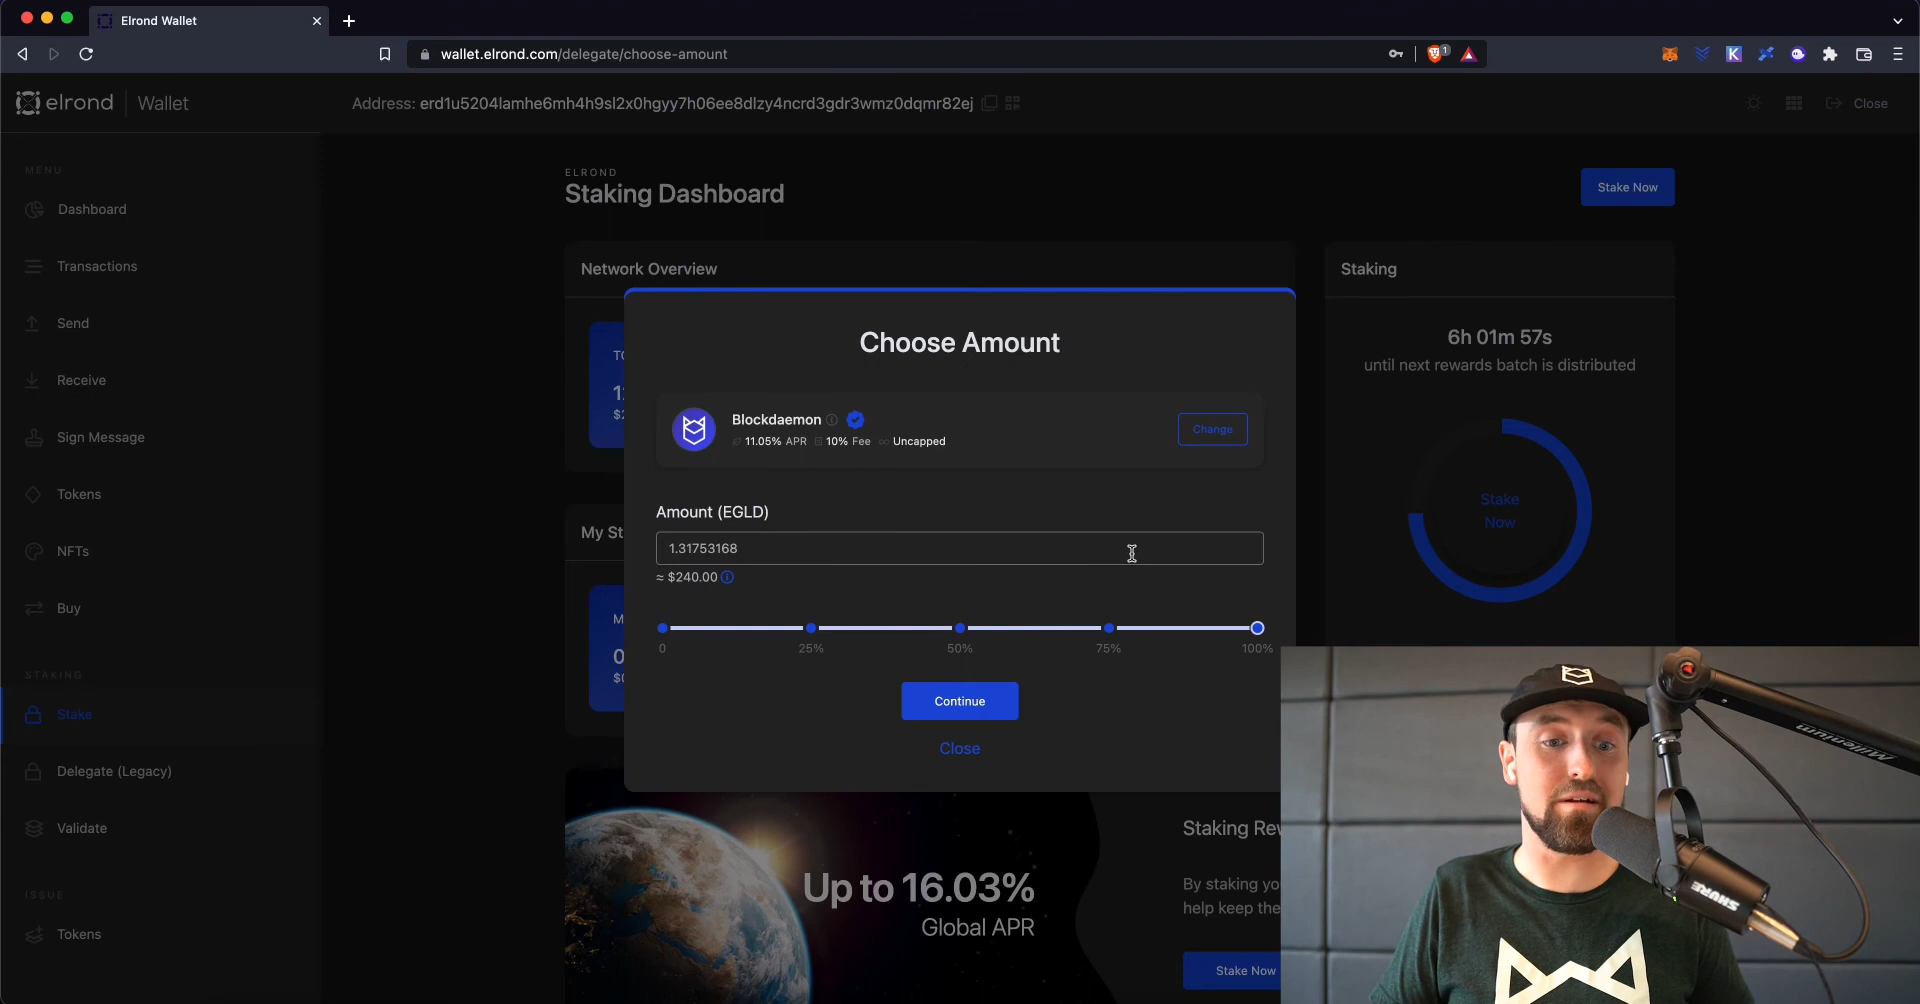 Elrond Wallet
wallet.elrond.com/delegate/choose-amount
1
K
elrond | Wallet
Address: erd1u5204lamhe6mh4h9sl2x0hgyy7h06ee8dlzy4ncrd3gdr3wmz0dqmr82ej
Close
MENU
Dashboard
Transactions
Send
Receive
Sign Message
Tokens
NFTs
Buy
STAKING
Stake
Delegate (Legacy)
Validate
ISSUE
Tokens
ELROND
Staking Dashboard
Stake Now
Network Overview
My St
Choose Amount
Blockdaemon
11.05% APR 10% Fee Uncapped
Change
Amount (EGLD)
1.31753168
≈ $240.00
0 25% 50% 75% 100%
Continue
Close
Staking
6h 01m 57s
until next rewards batch is distributed
Stake
Now
Up to 16.03%
Global APR
Staking Rew
By staking yo
help keep the
Stake Now
Millenium
SHURE